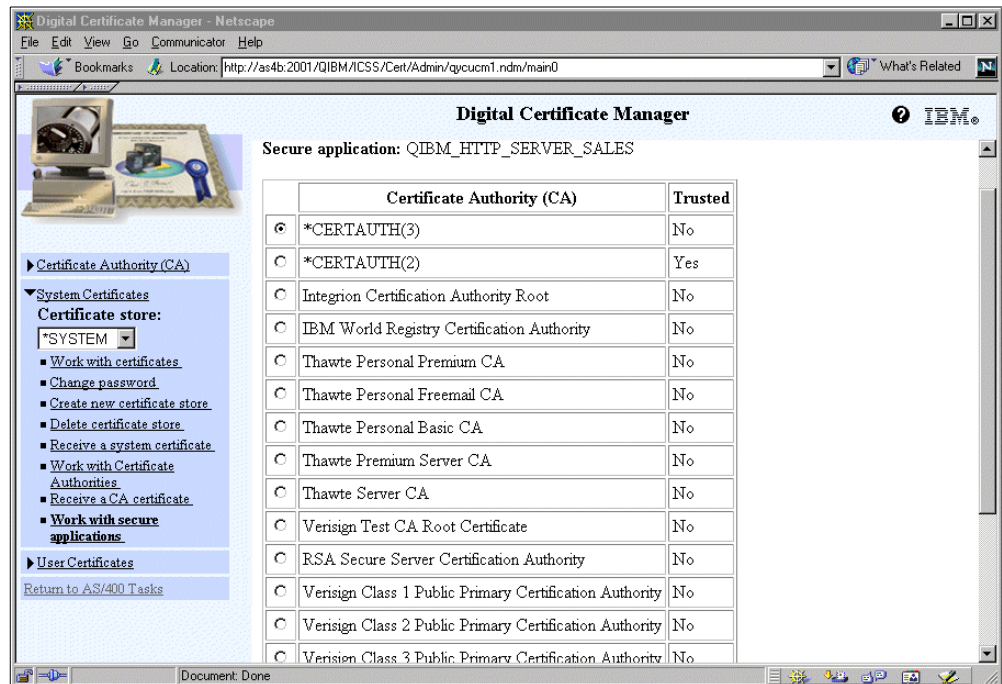 Digital Certificate Manager - Netscape
File Edit View Go Communicator Help
Bookmarks Location: http://as4b:2001/QIBM/ICSS/Cert/Admin/qycucm1.ndm/main0 What's Related N
Digital Certificate Manager ? IBM®
Secure application: QIBM_HTTP_SERVER_SALES
Certificate Authority (CA)
System Certificates
Certificate store:
*SYSTEM
Work with certificates
Change password
Create new certificate store
Delete certificate store
Receive a system certificate
Work with Certificate
Authorities
Receive a CA certificate
Work with secure
applications
User Certificates
Return to AS/400 Tasks
Certificate Authority (CA) Trusted
*CERTAUTH(3) No
*CERTAUTH(2) Yes
Integrion Certification Authority Root No
IBM World Registry Certification Authority No
Thawte Personal Premium CA No
Thawte Personal Freemail CA No
Thawte Personal Basic CA No
Thawte Premium Server CA No
Thawte Server CA No
Verisign Test CA Root Certificate No
RSA Secure Server Certification Authority No
Verisign Class 1 Public Primary Certification Authority No
Verisign Class 2 Public Primary Certification Authority No
Verisign Class 3 Public Primary Certification Authority No
Document: Done